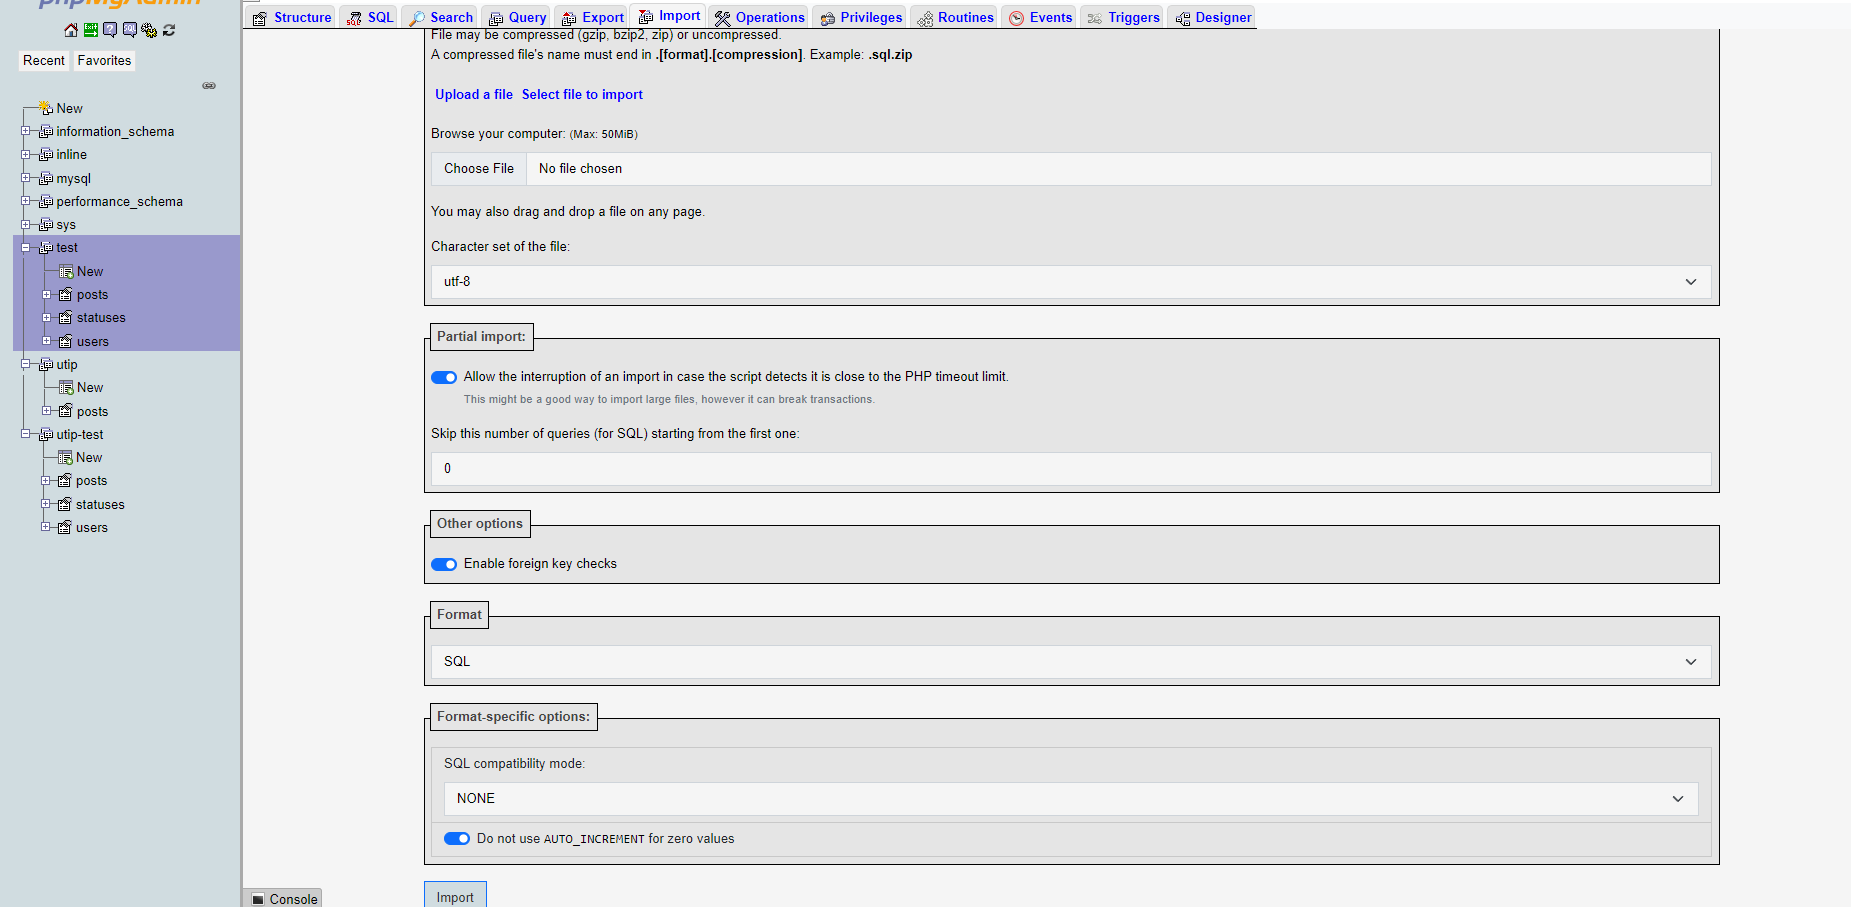 phpMyAdmin
Recent
Favorites
New
information_schema
inline
mysql
performance_schema
sys
test
New
posts
statuses
users
utip
New
posts
utip-test
New
posts
statuses
users
Structure
SQL
Search
Query
Export
Import
Operations
Privileges
Routines
Events
Triggers
Designer
File may be compressed (gzip, bzip2, zip) or uncompressed.
A compressed file's name must end in .[format].[compression]. Example: .sql.zip
Upload a file Select file to import
Browse your computer: (Max: 50MiB)
Choose File No file chosen
You may also drag and drop a file on any page.
Character set of the file:
utf-8
Partial import:
Allow the interruption of an import in case the script detects it is close to the PHP timeout limit.
This might be a good way to import large files, however it can break transactions.
Skip this number of queries (for SQL) starting from the first one:
0
Other options
Enable foreign key checks
Format
SQL
Format-specific options:
SQL compatibility mode:
NONE
Do not use AUTO_INCREMENT for zero values
Import
Console